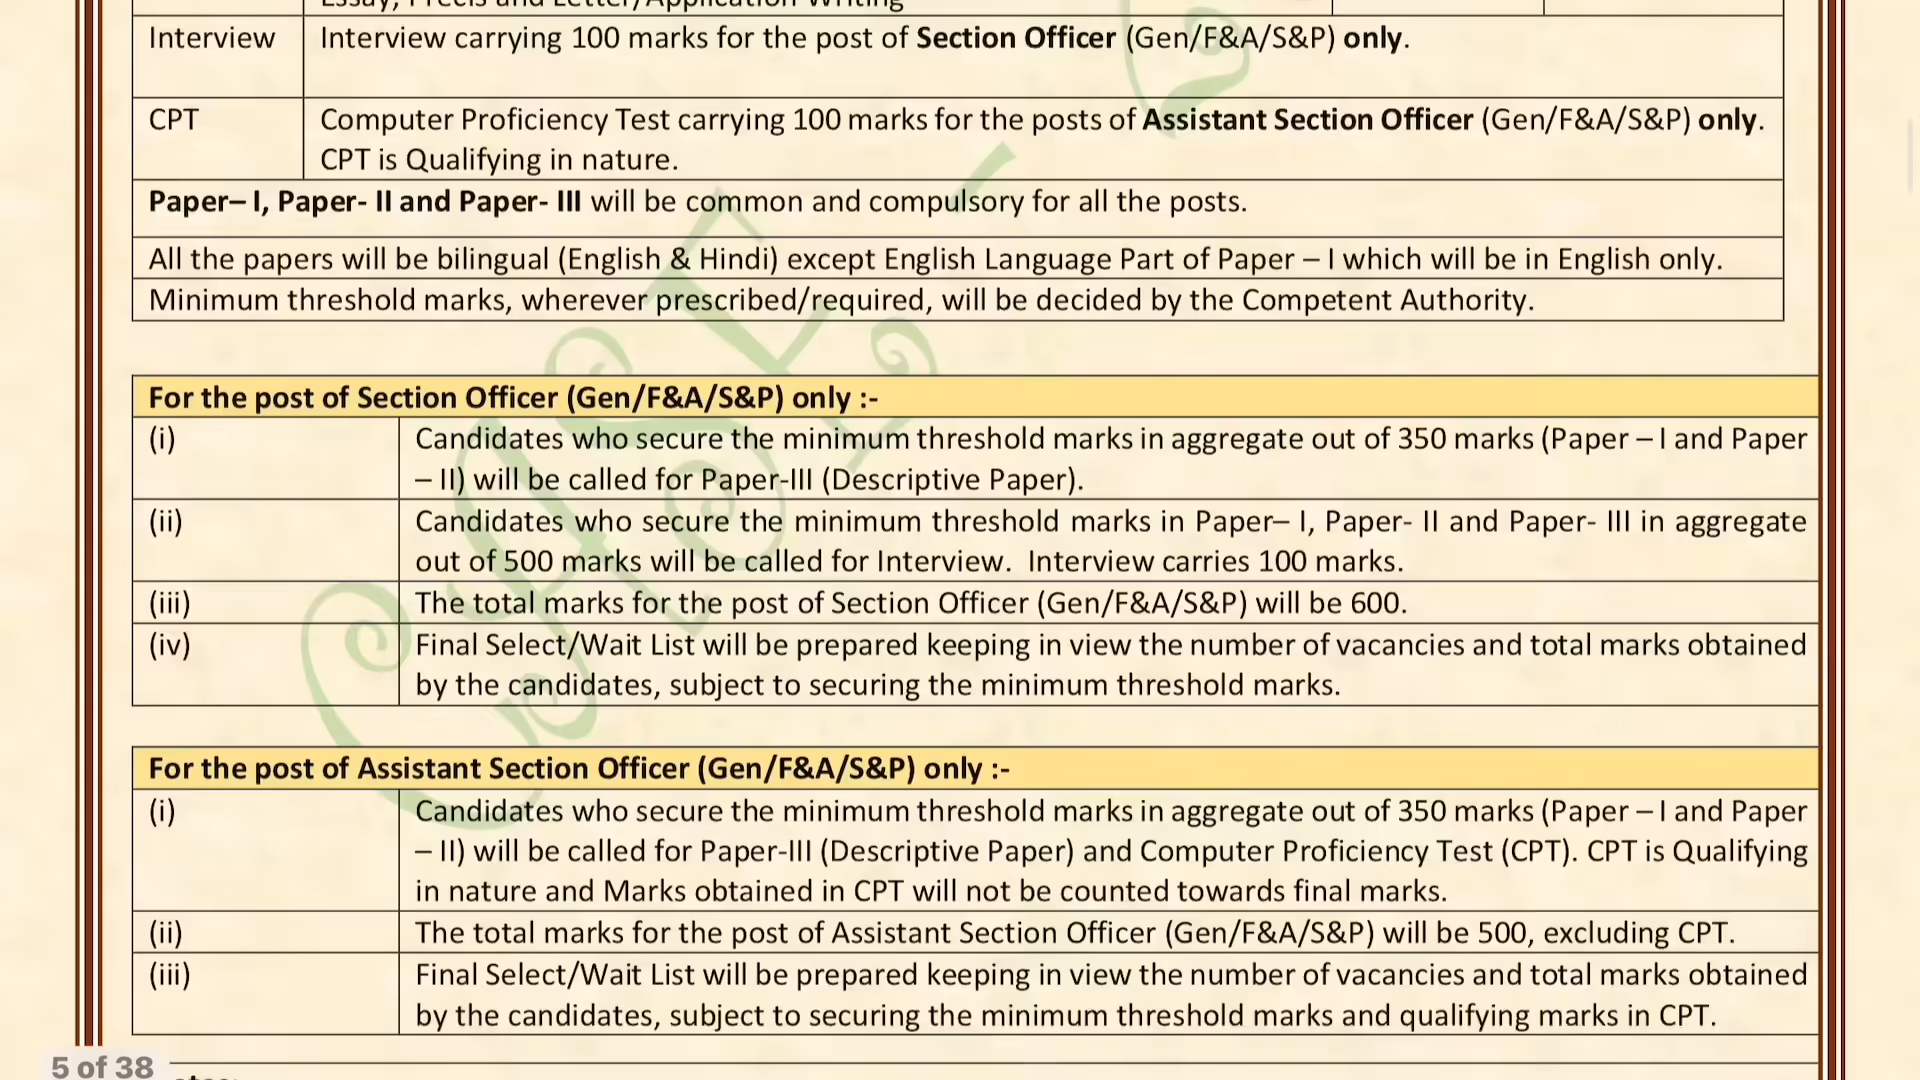 Essay, Precis and Letter/Application Writing
Interview
Interview carrying 100 marks for the post of Section Officer (Gen/F&A/S&P) only.
CPT
Computer Proficiency Test carrying 100 marks for the posts of Assistant Section Officer (Gen/F&A/S&P) only.
CPT is Qualifying in nature.
Paper– I, Paper- II and Paper- III will be common and compulsory for all the posts.
All the papers will be bilingual (English & Hindi) except English Language Part of Paper – I which will be in English only.
Minimum threshold marks, wherever prescribed/required, will be decided by the Competent Authority.
For the post of Section Officer (Gen/F&A/S&P) only :-
(i)
Candidates who secure the minimum threshold marks in aggregate out of 350 marks (Paper – I and Paper
– II) will be called for Paper-III (Descriptive Paper).
(ii)
Candidates who secure the minimum threshold marks in Paper– I, Paper- II and Paper- III in aggregate
out of 500 marks will be called for Interview.  Interview carries 100 marks.
(iii)
The total marks for the post of Section Officer (Gen/F&A/S&P) will be 600.
(iv)
Final Select/Wait List will be prepared keeping in view the number of vacancies and total marks obtained
by the candidates, subject to securing the minimum threshold marks.
For the post of Assistant Section Officer (Gen/F&A/S&P) only :-
(i)
Candidates who secure the minimum threshold marks in aggregate out of 350 marks (Paper – I and Paper
– II) will be called for Paper-III (Descriptive Paper) and Computer Proficiency Test (CPT). CPT is Qualifying
in nature and Marks obtained in CPT will not be counted towards final marks.
(ii)
The total marks for the post of Assistant Section Officer (Gen/F&A/S&P) will be 500, excluding CPT.
(iii)
Final Select/Wait List will be prepared keeping in view the number of vacancies and total marks obtained
by the candidates, subject to securing the minimum threshold marks and qualifying marks in CPT.
5 of 38